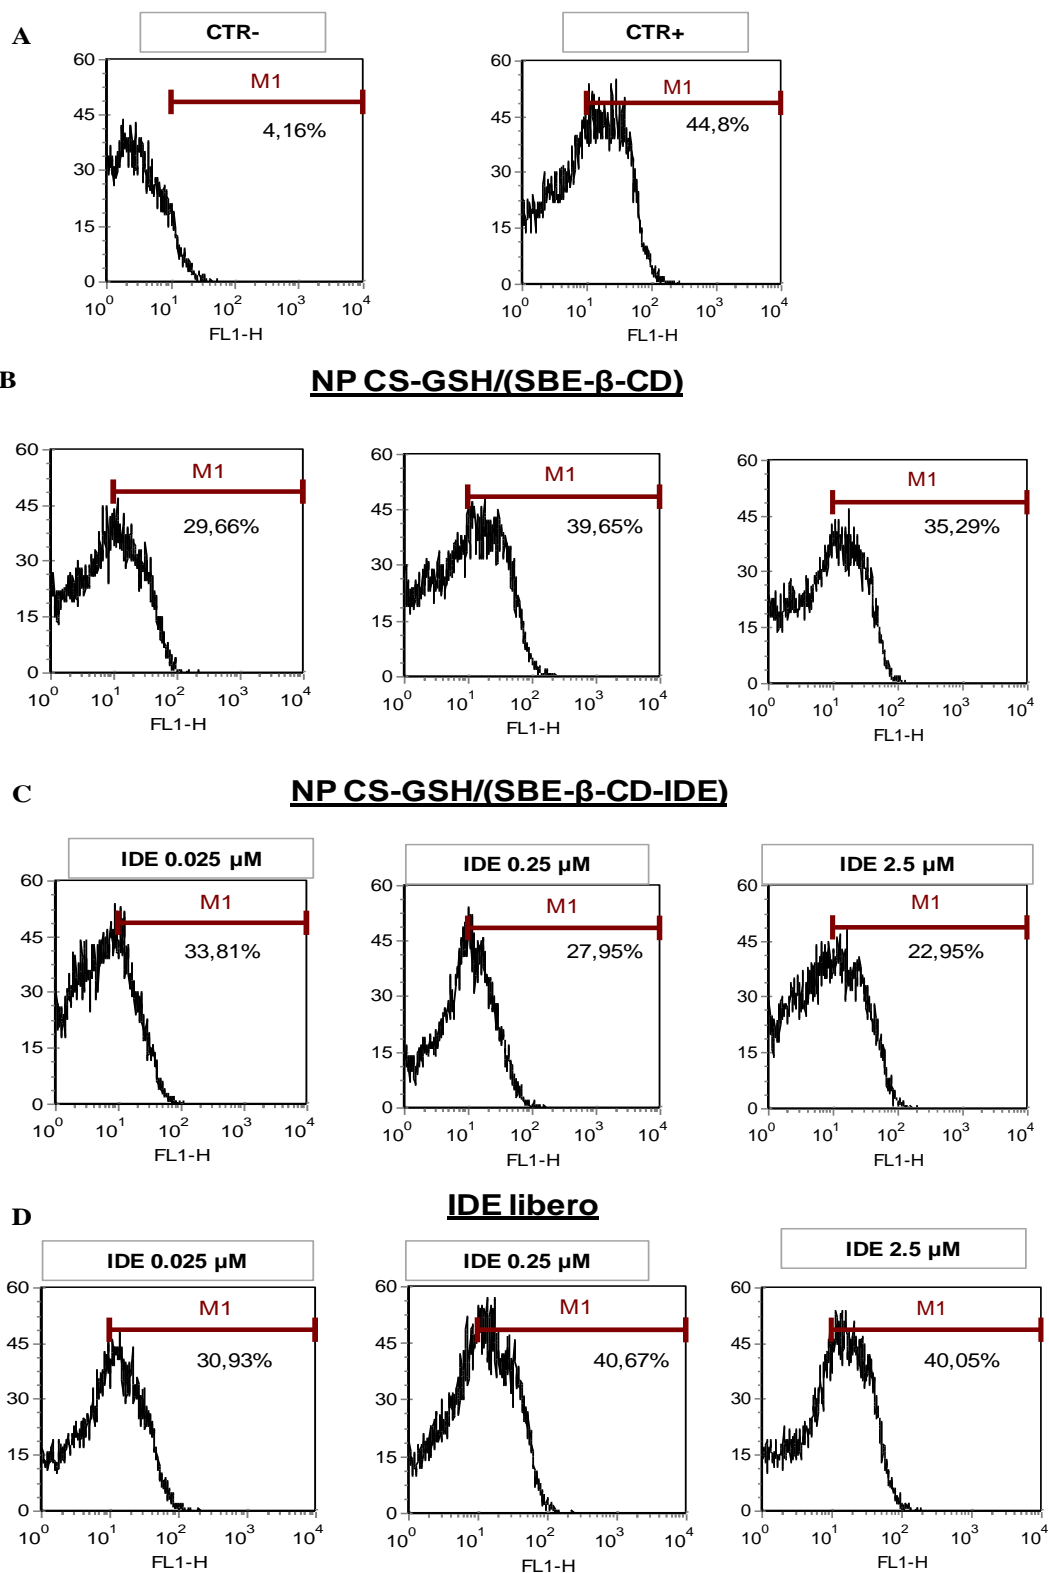 A
CTR-
CTR+
60
45
30
15
0
M1
4,16%
10^0 10^1 10^2 10^3 10^4
FL1-H
60
45
30
15
0
M1
44,8%
10^0 10^1 10^2 10^3 10^4
FL1-H
B
NP CS-GSH/(SBE-β-CD)
60
45
30
15
0
M1
29,66%
10^0 10^1 10^2 10^3 10^4
FL1-H
60
45
30
15
0
M1
39,65%
10^0 10^1 10^2 10^3 10^4
FL1-H
60
45
30
15
0
M1
35,29%
10^0 10^1 10^2 10^3 10^4
FL1-H
C
NP CS-GSH/(SBE-β-CD-IDE)
IDE 0.025 µM
60
45
30
15
0
M1
33,81%
10^0 10^1 10^2 10^3 10^4
FL1-H
IDE 0.25 µM
60
45
30
15
0
M1
27,95%
10^0 10^1 10^2 10^3 10^4
FL1-H
IDE 2.5 µM
60
45
30
15
0
M1
22,95%
10^0 10^1 10^2 10^3 10^4
FL1-H
D
IDE libero
IDE 0.025 µM
60
45
30
15
0
M1
30,93%
10^0 10^1 10^2 10^3 10^4
FL1-H
IDE 0.25 µM
60
45
30
15
0
M1
40,67%
10^0 10^1 10^2 10^3 10^4
FL1-H
IDE 2.5 µM
60
45
30
15
0
M1
40,05%
10^0 10^1 10^2 10^3 10^4
FL1-H